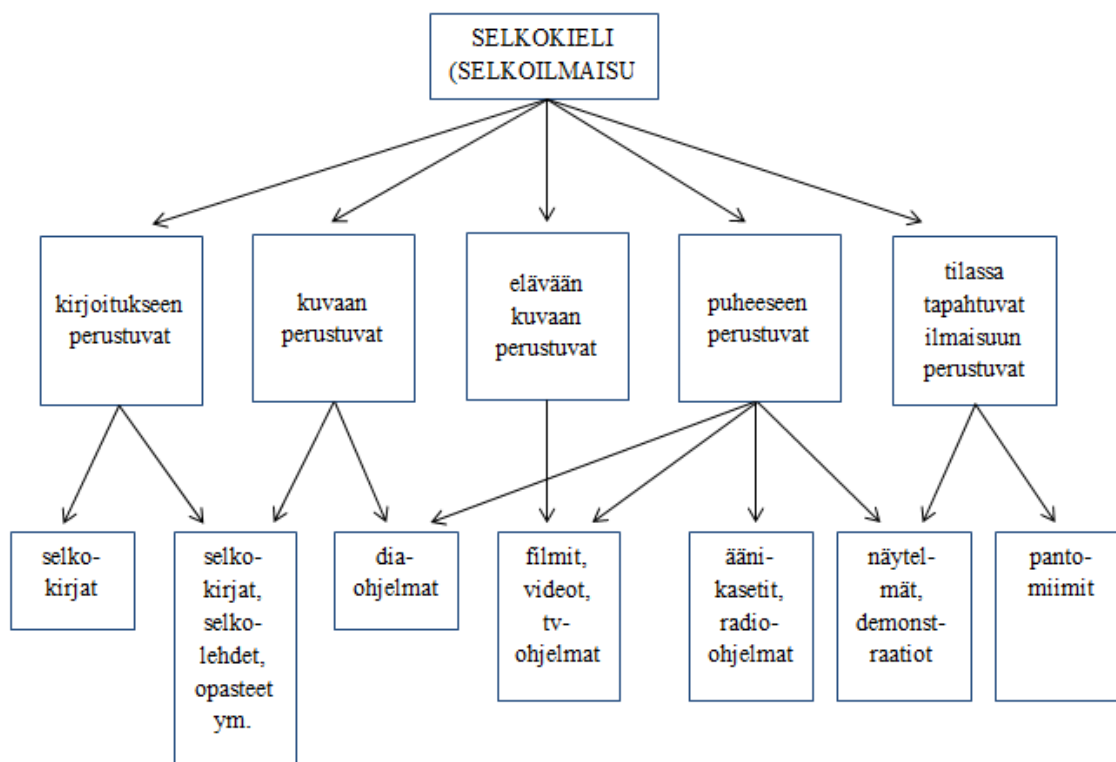 SELKOKIELI
(SELKOILMAISU
kirjoitukseen
perustuvat
kuvaan
perustuvat
elävään
kuvaan
perustuvat
puheeseen
perustuvat
tilassa
tapahtuvat
ilmaisuun
perustuvat
selko-
kirjat
selko-
kirjat,
selko-
lehdet,
opasteet
ym.
dia-
ohjelmat
filmit,
videot,
tv-
ohjelmat
ääni-
kasetit,
radio-
ohjelmat
näytel-
mät,
demonst-
raatiot
panto-
miimit